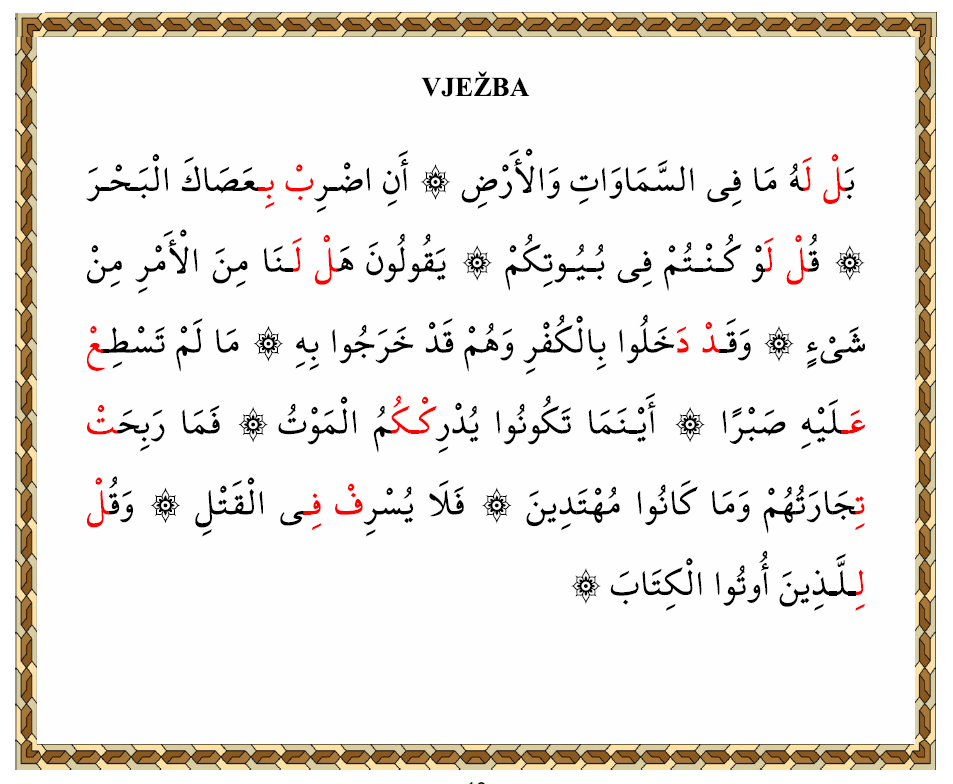 VJEŽBA
بَلْ لَهُ مَا فِى السَّمَاوَاتِ وَالْأَرْضِ ۞ أَنِ اضْرِبْ بِعَصَاكَ الْبَحْرَ
۞ قُلْ لَوْ كُنْتُمْ فِى بُيُوتِكُمْ ۞ يَقُولُونَ هَلْ لَنَا مِنَ الْأَمْرِ مِنْ
شَىْءٍ ۞ وَقَدْ دَخَلُوا بِالْكُفْرِ وَهُمْ قَدْ خَرَجُوا بِهِ ۞ مَا لَمْ تَسْطِعْ
عَلَيْهِ صَبْرًا ۞ أَيْنَمَا تَكُونُوا يُدْرِكْكُمُ الْمَوْتُ ۞ فَمَا رَبِحَتْ
تِجَارَتُهُمْ وَمَا كَانُوا مُهْتَدِينَ ۞ فَلَا يُسْرِفْ فِى الْقَتْلِ ۞ وَقُلْ
لِلَّذِينَ أُوتُوا الْكِتَابَ ۞